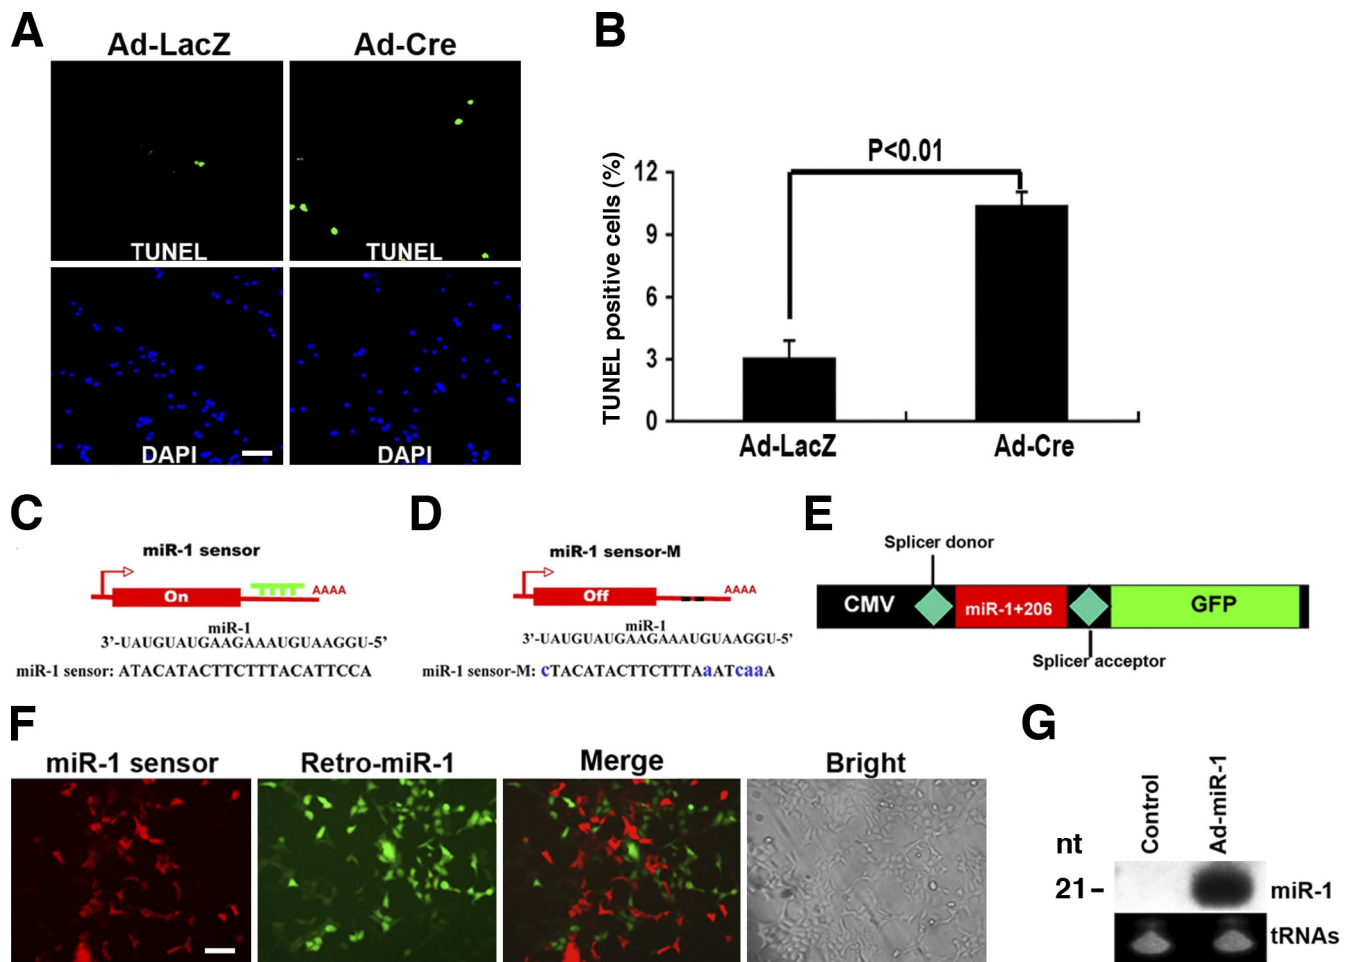 A
Ad-LacZ
Ad-Cre
TUNEL
TUNEL
DAPI
DAPI
B
P<0.01
TUNEL positive cells (%)
12
9
6
3
0
Ad-LacZ
Ad-Cre
C
miR-1 sensor
On
AAAA
miR-1
3'-UAUGUAUGAAGAAAUGUAAGGU-5'
miR-1 sensor: ATACATACTTCTTTACATTCCA
D
miR-1 sensor-M
Off
AAAA
miR-1
3'-UAUGUAUGAAGAAAUGUAAGGU-5'
miR-1 sensor-M: cTACATACTTCTTTAaaTcaaA
E
Splicer donor
CMV
miR-1+206
GFP
Splicer acceptor
F
miR-1 sensor
Retro-miR-1
Merge
Bright
G
Control
Ad-miR-1
nt
21
miR-1
tRNAs